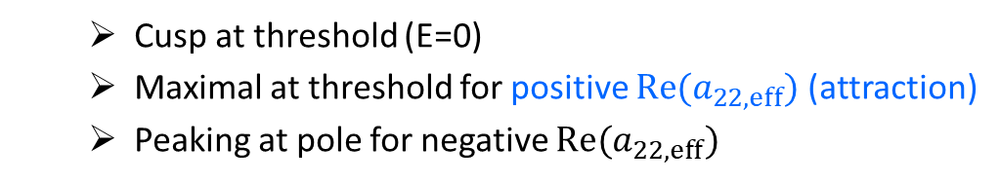 ➢ Cusp at threshold (E=0)
➢ Maximal at threshold for positive Re(a₂₂,eff) (attraction)
➢ Peaking at pole for negative Re(a₂₂,eff)